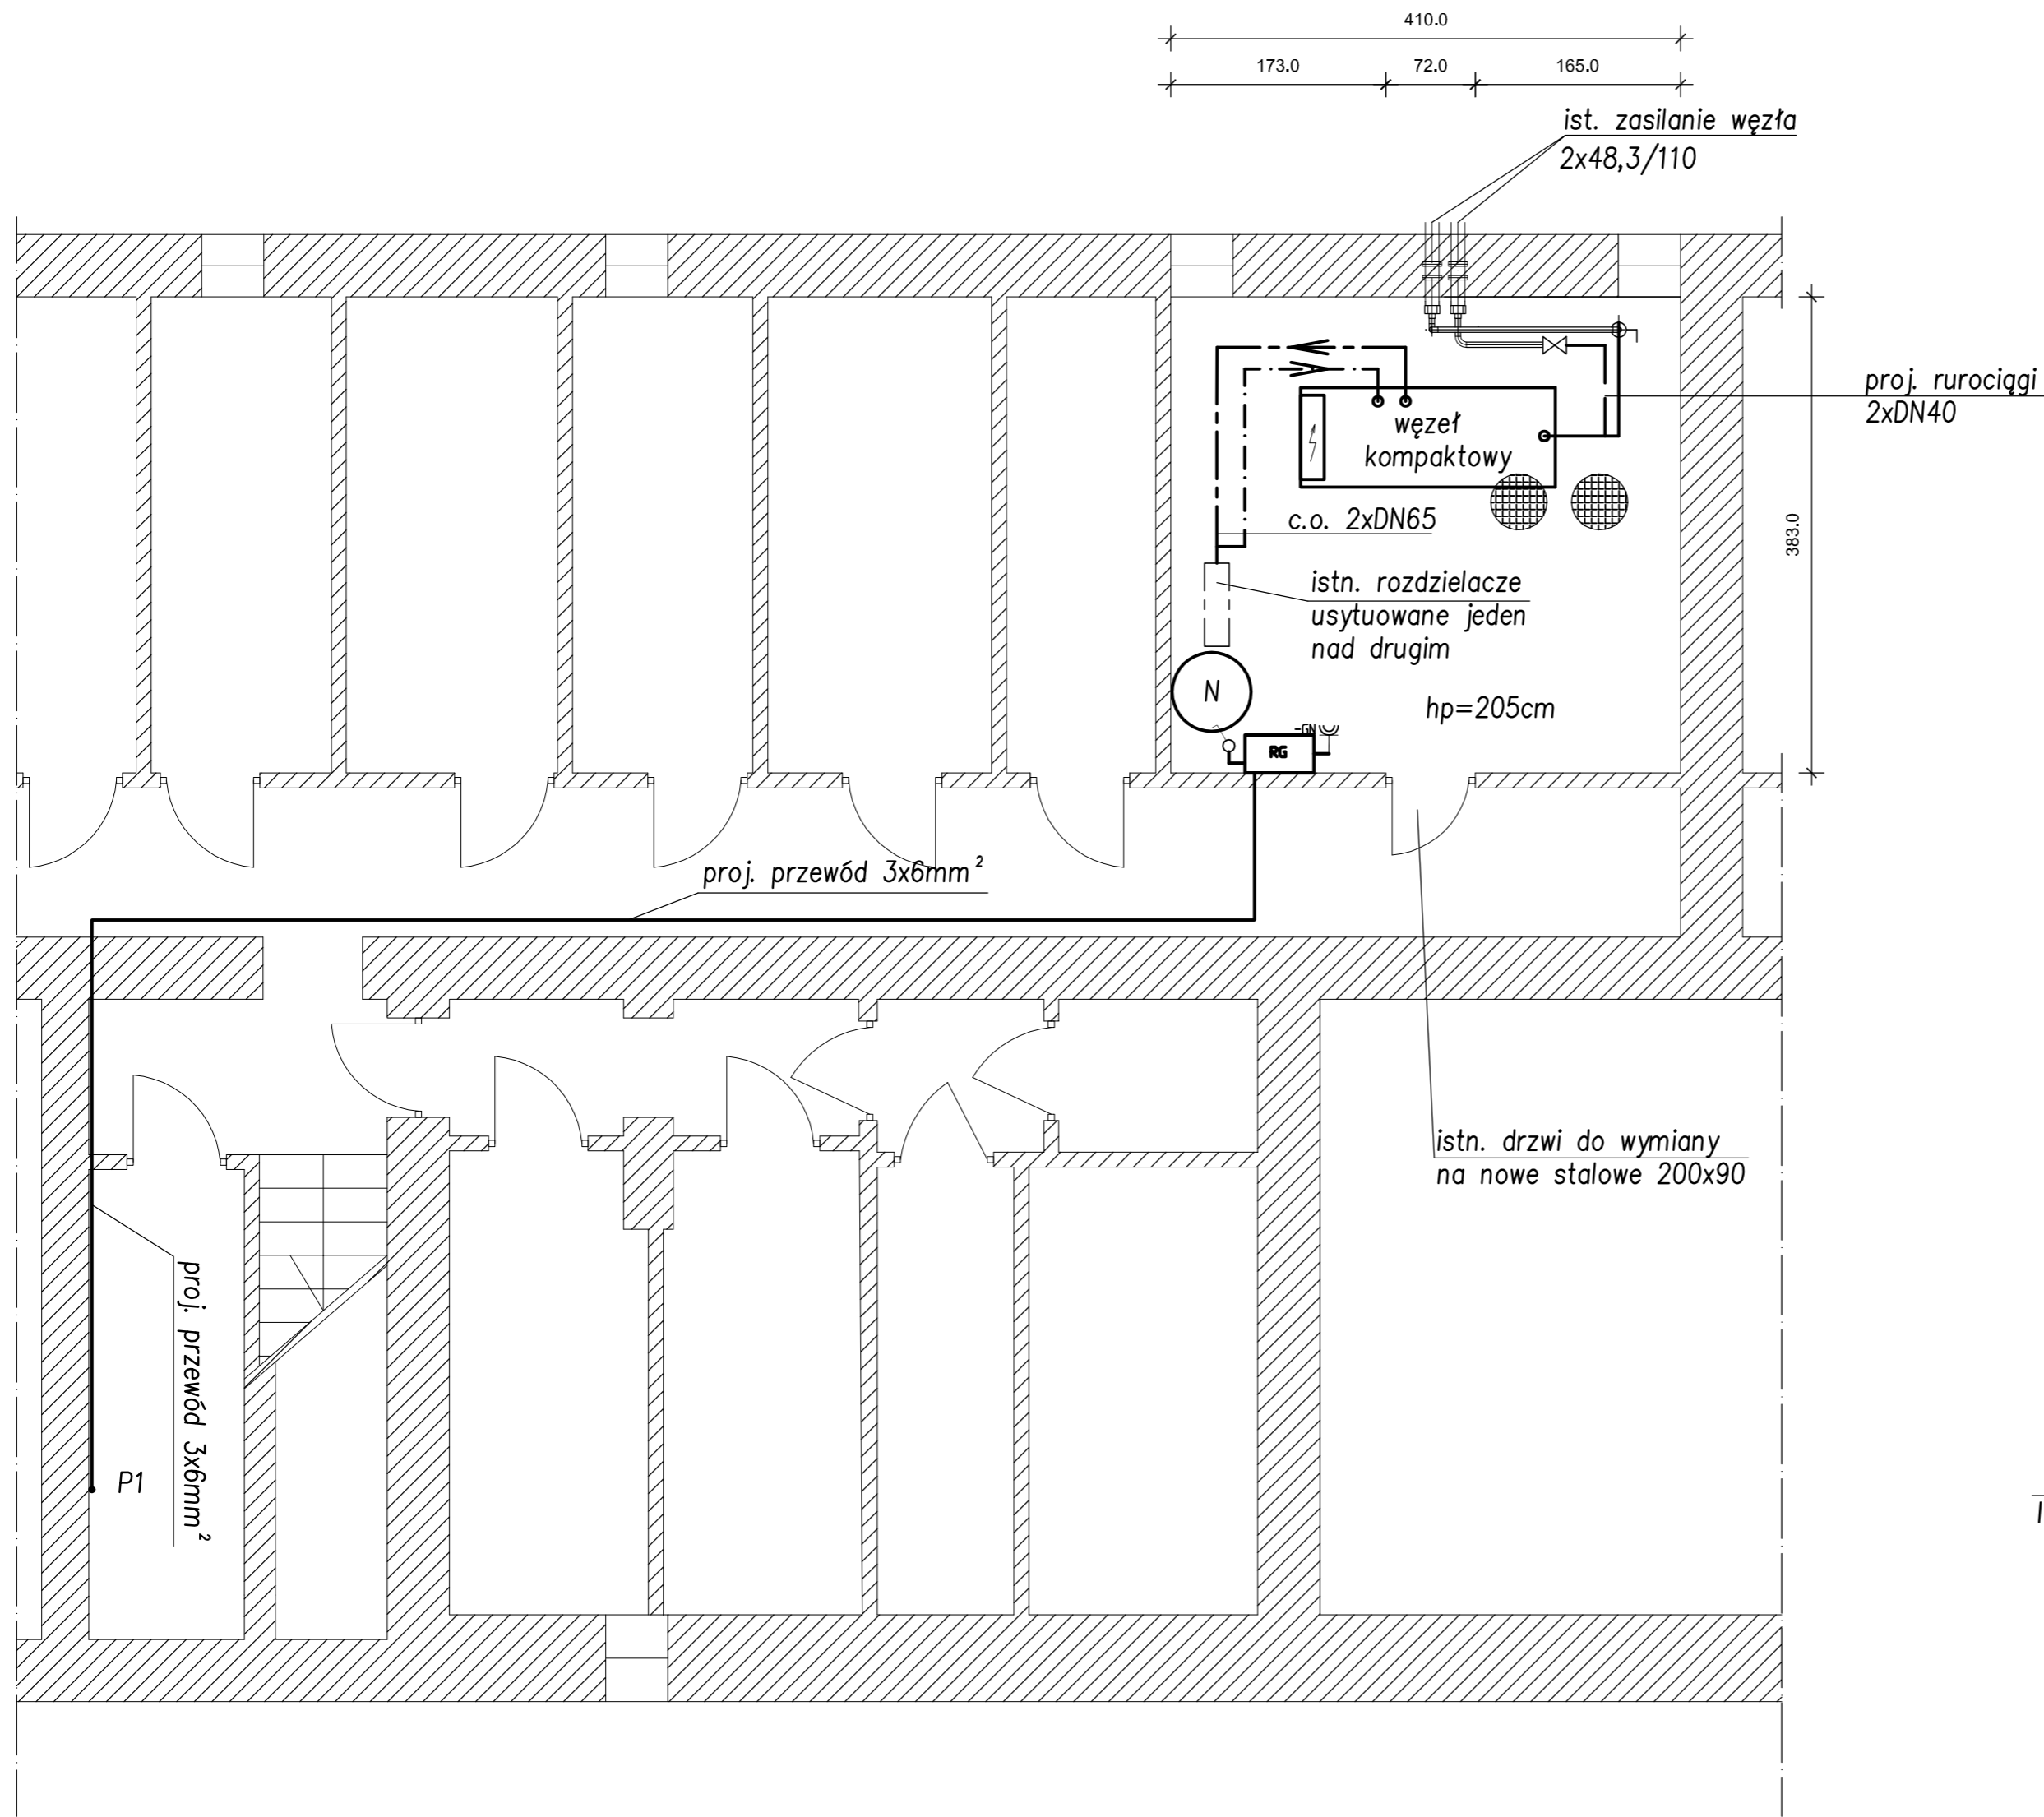 410.0
173.0
72.0
165.0
ist. zasilanie węzła
2x48,3/110
proj. rurociągi
2xDN40
węzeł
kompaktowy
c.o. 2xDN65
383.0
istn. rozdzielacze
usytuowane jeden
nad drugim
N
hp=205cm
-GN
RG
proj. przewód 3x6mm²
istn. drzwi do wymiany
na nowe stalowe 200x90
proj. przewód 3x6mm²
P1